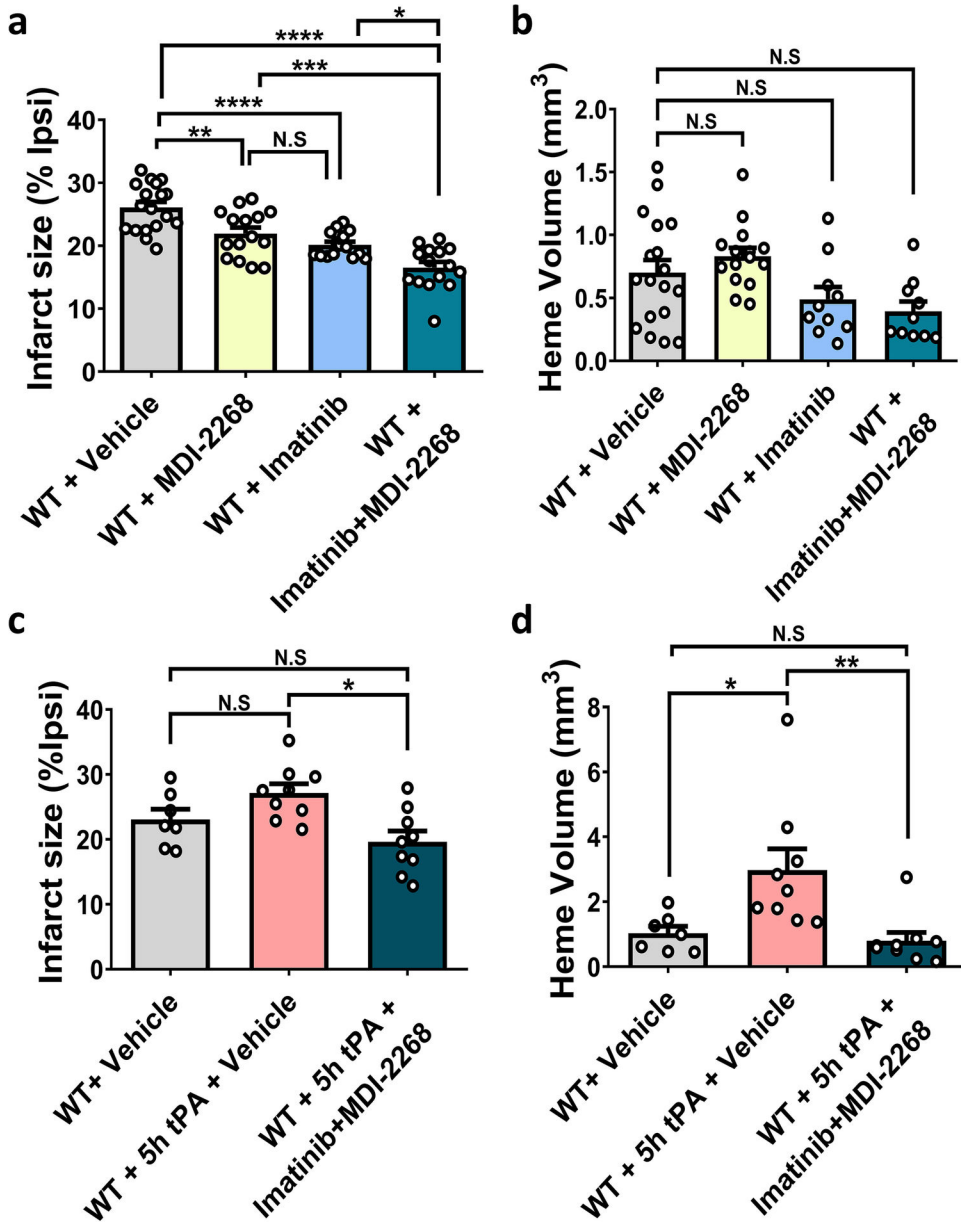 a
*
****
***
****
**
N.S
Infarct size (% Ipsi)
40
30
20
10
0
WT + Vehicle
WT + MDI-2268
WT + Imatinib
WT +
Imatinib+MDI-2268
b
N.S
N.S
N.S
Heme Volume (mm³)
2.0
1.5
1.0
0.5
0.0
WT + Vehicle
WT + MDI-2268
WT + Imatinib
WT +
Imatinib+MDI-2268
c
N.S
N.S
*
Infarct size (%Ipsi)
40
30
20
10
0
WT+ Vehicle
WT + 5h tPA + Vehicle
WT + 5h tPA +
Imatinib+MDI-2268
d
N.S
**
*
Heme Volume (mm³)
8
6
4
2
0
WT+ Vehicle
WT + 5h tPA + Vehicle
WT + 5h tPA +
Imatinib+MDI-2268